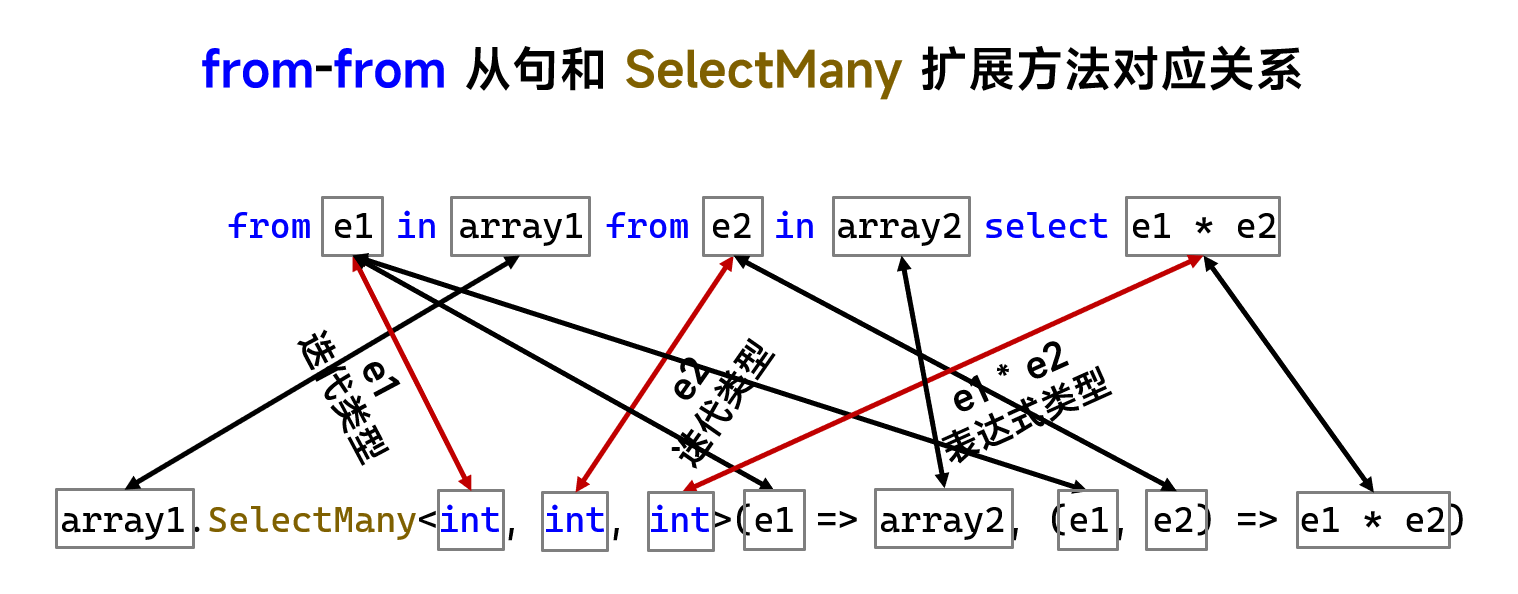 from-from 从句和 SelectMany 扩展方法对应关系
from e1 in array1 from e2 in array2 select e1 * e2
e1
迭代类型
e2
迭代类型
e1 * e2
表达式类型
array1.SelectMany<int, int, int>(e1 => array2, (e1, e2) => e1 * e2)